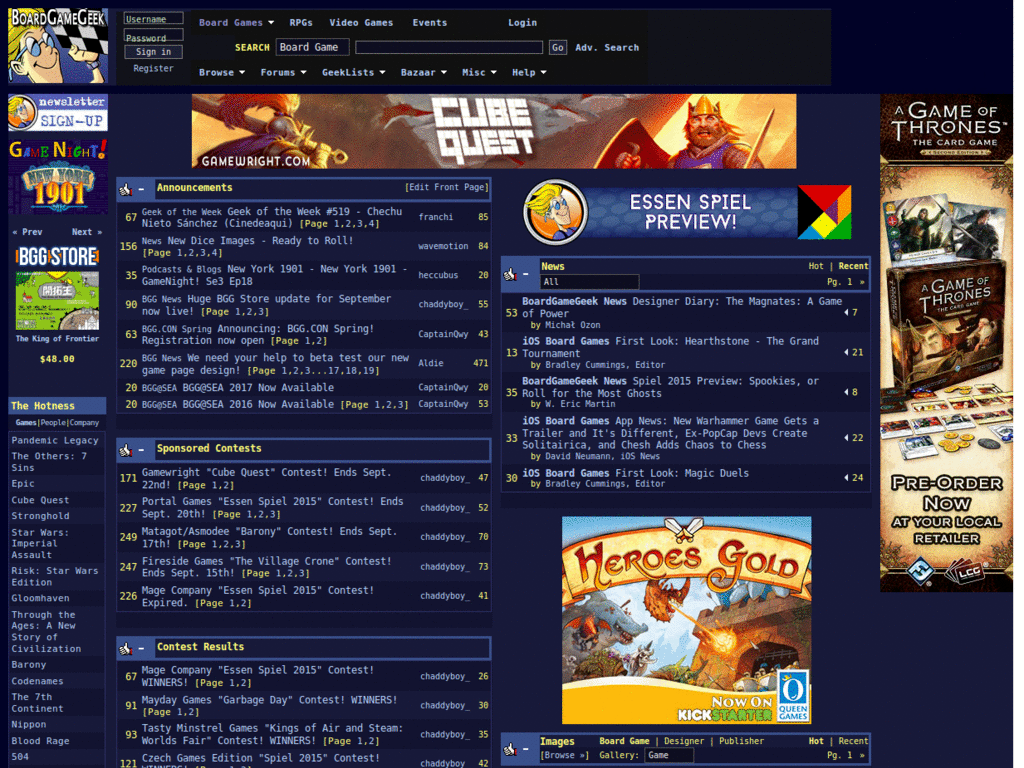 BOARDGAMEGEEK
Username
Password
Sign in
Register
Board Games RPGs Video Games Events Login
SEARCH Board Game Go Adv. Search
Browse Forums GeekLists Bazaar Misc Help
newsletter
SIGN-UP
GAME NIGHT!
NEW YORK
1901
« Prev Next »
BGG STORE
The King of Frontier
$48.00
The Hotness
Games|People|Company
Pandemic Legacy
The Others: 7
Sins
Epic
Cube Quest
Stronghold
Star Wars:
Imperial
Assault
Risk: Star Wars
Edition
Gloomhaven
Through the
Ages: A New
Story of
Civilization
Barony
Codenames
The 7th
Continent
Nippon
Blood Rage
504
CUBE
QUEST
GAMEWRIGHT.COM
Announcements [Edit Front Page]
67 Geek of the Week Geek of the Week #519 - Chechu
Nieto Sánchez (Cinedeaqui) [Page 1,2,3,4] franchi 85
156 News New Dice Images - Ready to Roll!
[Page 1,2,3,4] wavemotion 84
35 Podcasts & Blogs New York 1901 - New York 1901 -
GameNight! Se3 Ep18 heccubus 20
90 BGG News Huge BGG Store update for September
now live! [Page 1,2,3] chaddyboy_ 55
63 BGG.CON Spring Announcing: BGG.CON Spring!
Registration now open [Page 1,2] CaptainQwy 43
220 BGG News We need your help to beta test our new
game page design! [Page 1,2,3...17,18,19] Aldie 471
20 BGG@SEA BGG@SEA 2017 Now Available CaptainQwy 20
20 BGG@SEA BGG@SEA 2016 Now Available [Page 1,2,3] CaptainQwy 53
Sponsored Contests
171 Gamewright "Cube Quest" Contest! Ends Sept.
22nd! [Page 1,2] chaddyboy_ 47
227 Portal Games "Essen Spiel 2015" Contest! Ends
Sept. 20th! [Page 1,2,3] chaddyboy_ 52
249 Matagot/Asmodee "Barony" Contest! Ends Sept.
17th! [Page 1,2,3] chaddyboy_ 70
247 Fireside Games "The Village Crone" Contest!
Ends Sept. 15th! [Page 1,2,3] chaddyboy_ 73
226 Mage Company "Essen Spiel 2015" Contest!
Expired. [Page 1,2] chaddyboy_ 41
Contest Results
67 Mage Company "Essen Spiel 2015" Contest!
WINNERS! [Page 1,2] chaddyboy_ 26
91 Mayday Games "Garbage Day" Contest! WINNERS!
[Page 1,2] chaddyboy_ 30
93 Tasty Minstrel Games "Kings of Air and Steam:
Worlds Fair" Contest! WINNERS! [Page 1,2] chaddyboy_ 35
121 Czech Games Edition "Spiel 2015" Contest!
WINNERS! [Page 1,2] chaddyboy_ 42
ESSEN SPIEL
PREVIEW!
News Hot | Recent
All Pg. 1 »
53 BoardGameGeek News Designer Diary: The Magnates: A Game
of Power 7
by Michał Ozon
13 iOS Board Games First Look: Hearthstone - The Grand
Tournament 21
by Bradley Cummings, Editor
35 BoardGameGeek News Spiel 2015 Preview: Spookies, or
Roll for the Most Ghosts 8
by W. Eric Martin
33 iOS Board Games App News: New Warhammer Game Gets a
Trailer and It's Different, Ex-PopCap Devs Create
Solitairica, and Chesh Adds Chaos to Chess 22
by David Neumann, iOS News
30 iOS Board Games First Look: Magic Duels 24
by Bradley Cummings, Editor
HEROES GOLD
NOW ON
KICKSTARTER
QUEEN
GAMES
Images Board Game | Designer | Publisher Hot | Recent
[Browse »] Gallery: Game Pg. 1 »
A GAME OF
THRONES™
THE CARD GAME
SECOND EDITION
A GAME OF
THRONES
THE CARD GAME
PRE-ORDER
NOW
AT YOUR LOCAL
RETAILER
LCG